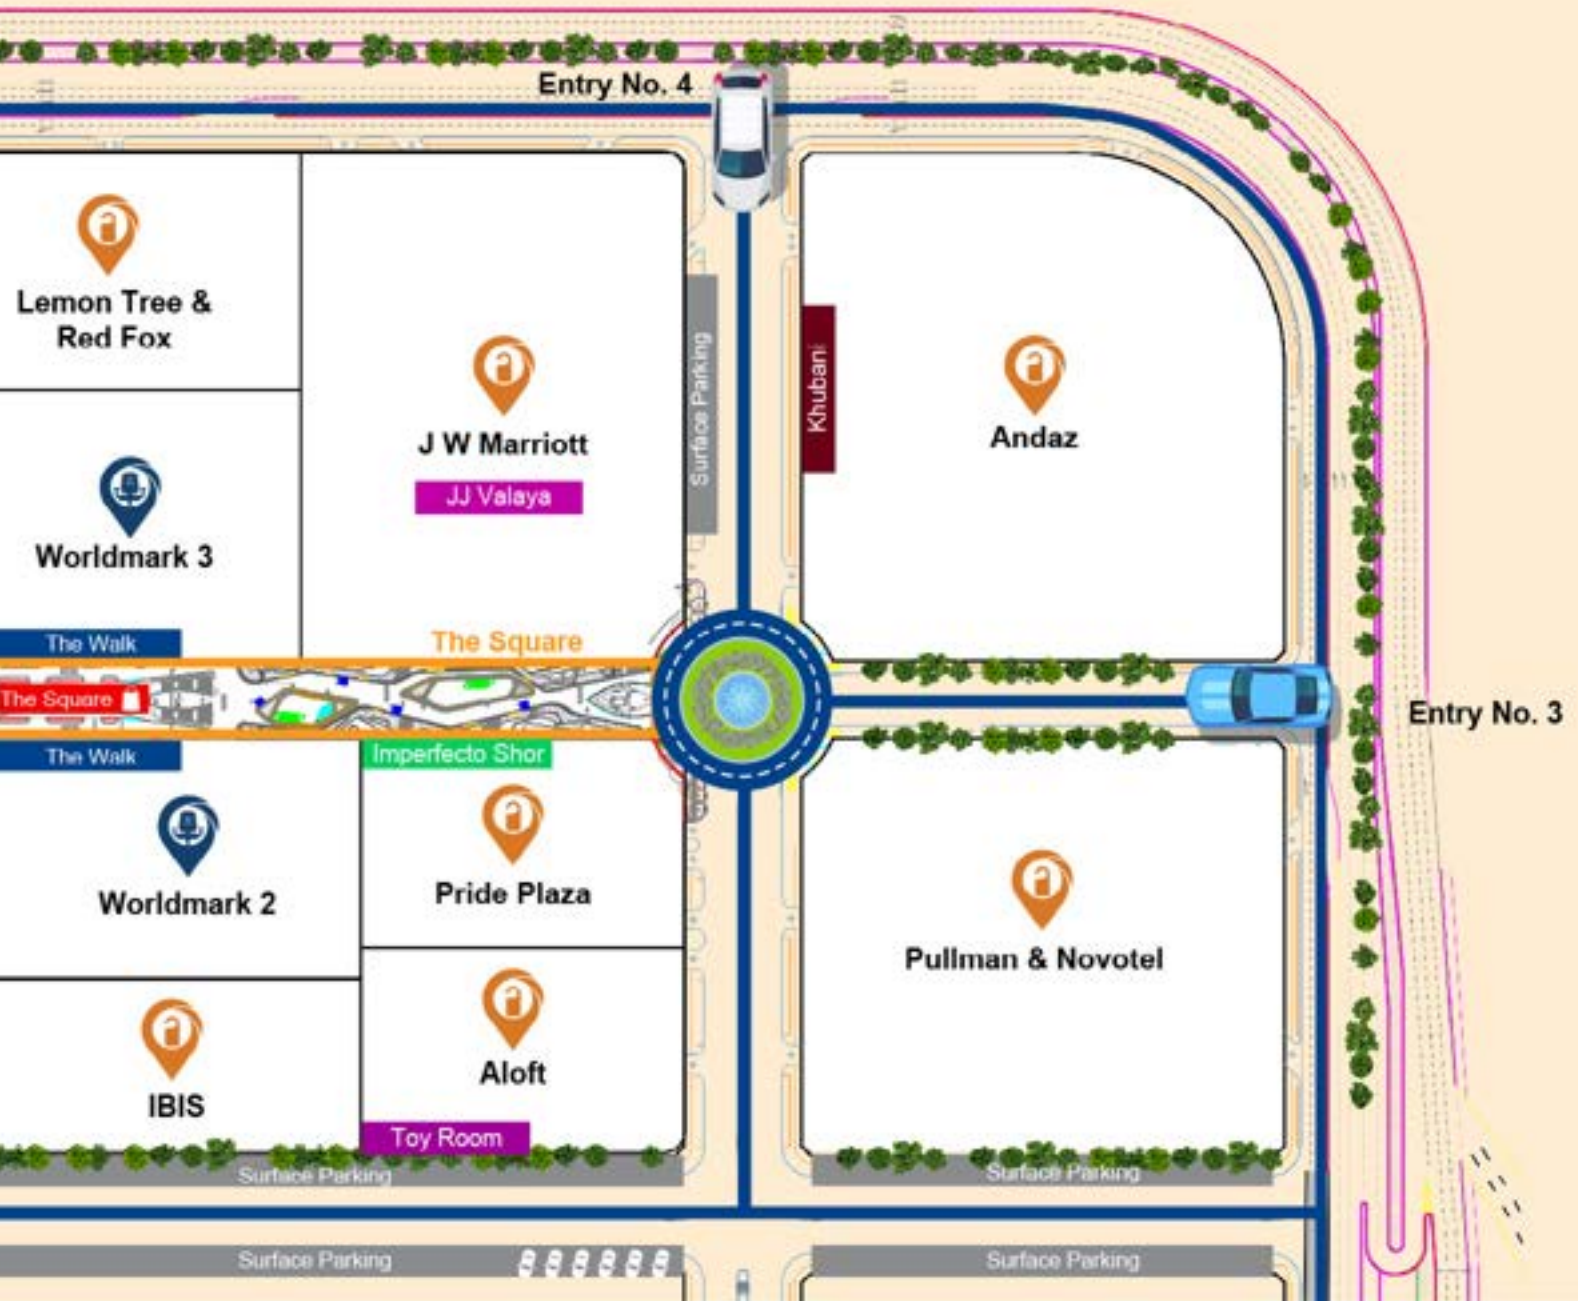 Entry No. 4
Lemon Tree &
Red Fox
J W Marriott
JJ Valaya
Surface Parking
Khubani
Andaz
Worldmark 3
The Walk
The Square
The Square
Entry No. 3
The Walk
Imperfecto Shor
Worldmark 2
Pride Plaza
Pullman & Novotel
IBIS
Aloft
Toy Room
Surface Parking
Surface Parking
Surface Parking
Surface Parking